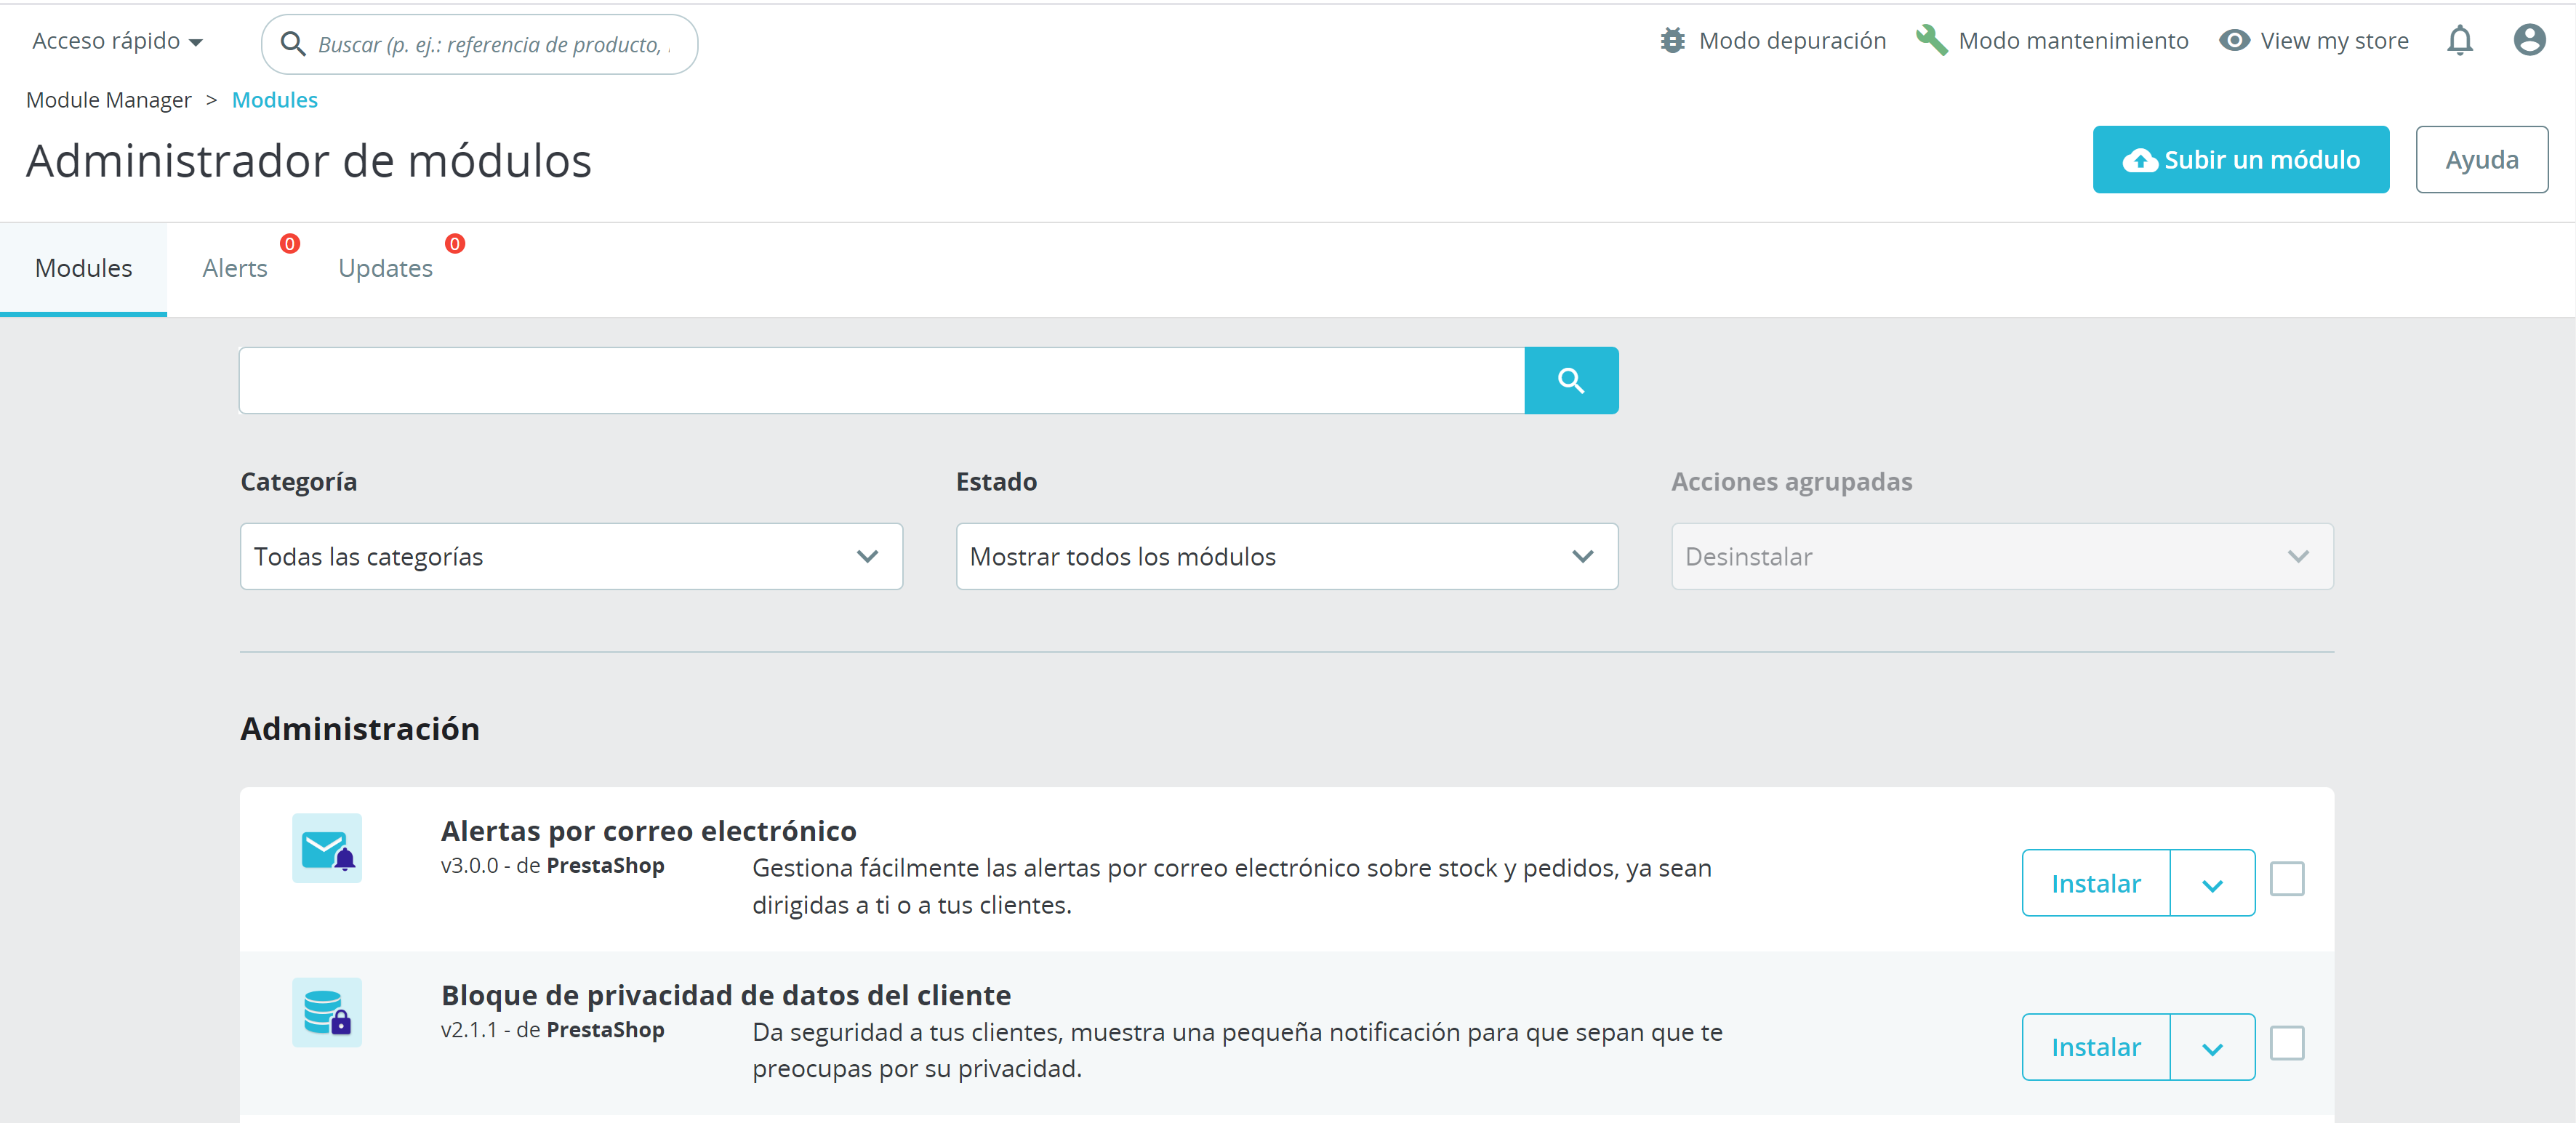 Acceso rápido
Buscar (p. ej.: referencia de producto,
Modo depuración
Modo mantenimiento
View my store
Module Manager > Modules
Administrador de módulos
Subir un módulo
Ayuda
Modules
Alerts
0
Updates
0
Categoría
Estado
Acciones agrupadas
Todas las categorías
Mostrar todos los módulos
Desinstalar
Administración
Alertas por correo electrónico
v3.0.0 - de PrestaShop
Gestiona fácilmente las alertas por correo electrónico sobre stock y pedidos, ya sean
dirigidas a ti o a tus clientes.
Instalar
Bloque de privacidad de datos del cliente
v2.1.1 - de PrestaShop
Da seguridad a tus clientes, muestra una pequeña notificación para que sepan que te
preocupas por su privacidad.
Instalar